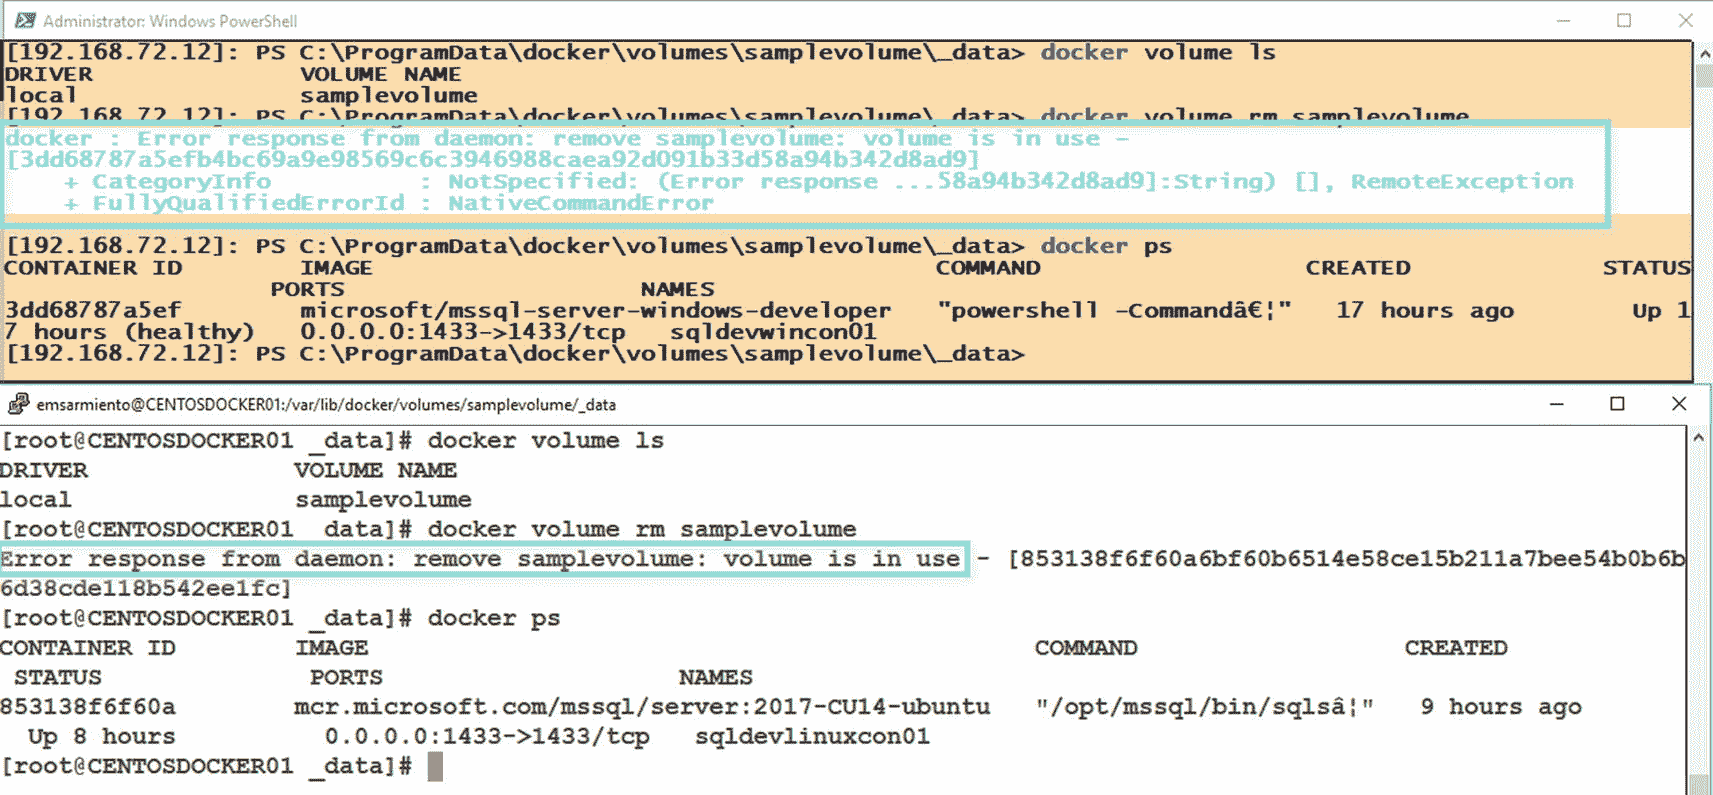 Administrator: Windows PowerShell
[192.168.72.12]: PS C:\ProgramData\docker\volumes\samplevolume\_data> docker volume ls
DRIVER VOLUME NAME
local samplevolume
[192.168.72.12]: PS C:\ProgramData\docker\volumes\samplevolume\_data> docker volume rm samplevolume
docker : Error response from daemon: remove samplevolume: volume is in use -
[3dd68787a5efb4bc69a9e98569c6c3946988caea92d091b33d58a94b342d8ad9]
+ CategoryInfo : NotSpecified: (Error response ...58a94b342d8ad9]:String) [], RemoteException
+ FullyQualifiedErrorId : NativeCommandError
[192.168.72.12]: PS C:\ProgramData\docker\volumes\samplevolume\_data> docker ps
CONTAINER ID IMAGE COMMAND CREATED STATUS
PORTS NAMES
3dd68787a5ef microsoft/mssql-server-windows-developer "powershell -Commandâ€¦" 17 hours ago Up 1
7 hours (healthy) 0.0.0.0:1433->1433/tcp sqldevwincon01
[192.168.72.12]: PS C:\ProgramData\docker\volumes\samplevolume\_data>
emsarmiento@CENTOSDOCKER01:/var/lib/docker/volumes/samplevolume/_data
[root@CENTOSDOCKER01 _data]# docker volume ls
DRIVER VOLUME NAME
local samplevolume
[root@CENTOSDOCKER01 _data]# docker volume rm samplevolume
Error response from daemon: remove samplevolume: volume is in use - [853138f6f60a6bf60b6514e58ce15b211a7bee54b0b6b
6d38cde118b542ee1fc]
[root@CENTOSDOCKER01 _data]# docker ps
CONTAINER ID IMAGE COMMAND CREATED
STATUS PORTS NAMES
853138f6f60a mcr.microsoft.com/mssql/server:2017-CU14-ubuntu "/opt/mssql/bin/sqlsâ¦" 9 hours ago
Up 8 hours 0.0.0.0:1433->1433/tcp sqldevlinuxcon01
[root@CENTOSDOCKER01 _data]#